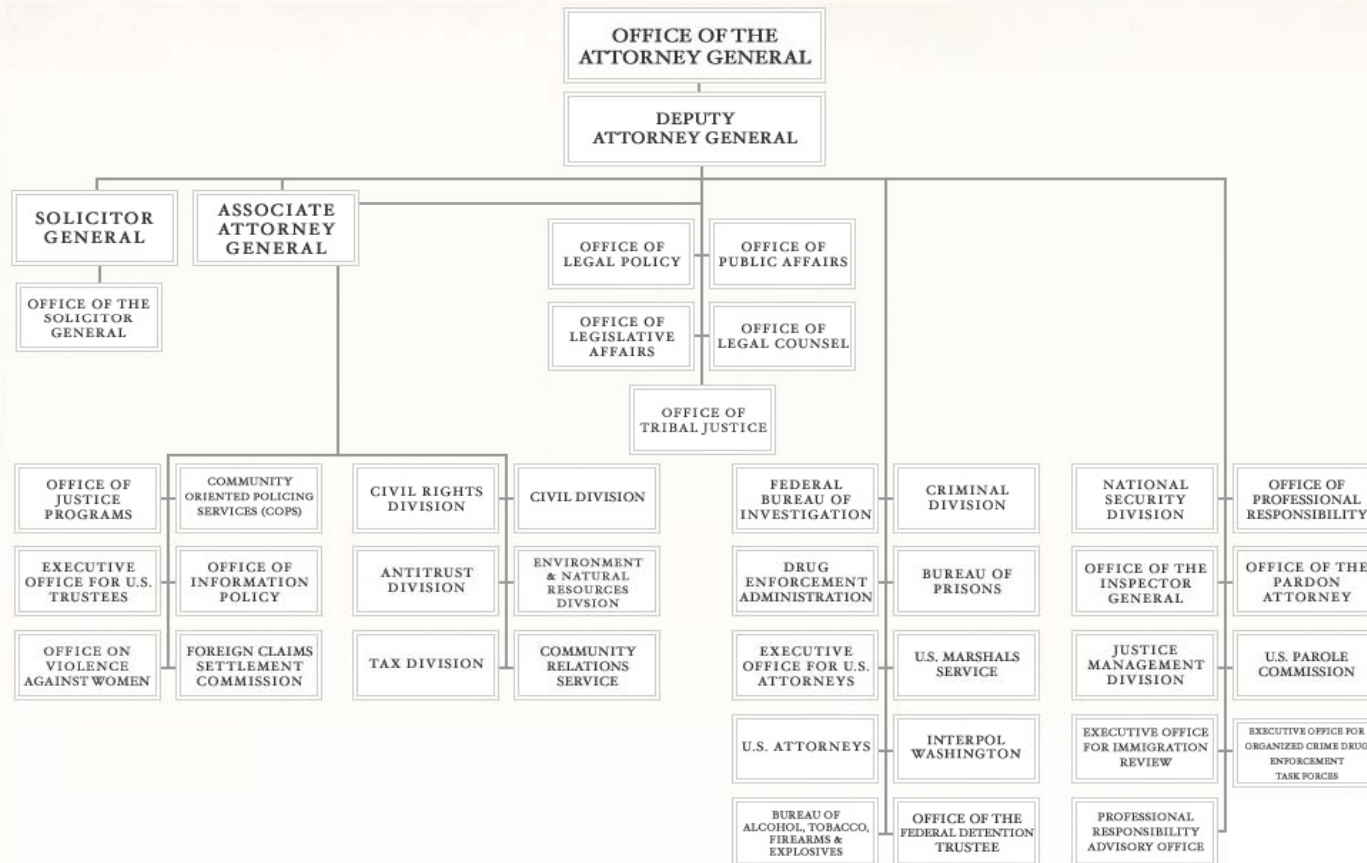 OFFICE OF THE
ATTORNEY GENERAL
DEPUTY
ATTORNEY GENERAL
SOLICITOR
GENERAL
ASSOCIATE
ATTORNEY
GENERAL
OFFICE OF THE
SOLICITOR
GENERAL
OFFICE OF
LEGAL POLICY
OFFICE OF
PUBLIC AFFAIRS
OFFICE OF
LEGISLATIVE
AFFAIRS
OFFICE OF
LEGAL COUNSEL
OFFICE OF
TRIBAL JUSTICE
OFFICE OF
JUSTICE
PROGRAMS
COMMUNITY
ORIENTED POLICING
SERVICES (COPS)
CIVIL RIGHTS
DIVISION
CIVIL DIVISION
FEDERAL
BUREAU OF
INVESTIGATION
CRIMINAL
DIVISION
NATIONAL
SECURITY
DIVISION
OFFICE OF
PROFESSIONAL
RESPONSIBILITY
EXECUTIVE
OFFICE FOR U.S.
TRUSTEES
OFFICE OF
INFORMATION
POLICY
ANTITRUST
DIVISION
ENVIRONMENT
& NATURAL
RESOURCES
DIVSION
DRUG
ENFORCEMENT
ADMINISTRATION
BUREAU OF
PRISONS
OFFICE OF THE
INSPECTOR
GENERAL
OFFICE OF THE
PARDON
ATTORNEY
OFFICE ON
VIOLENCE
AGAINST WOMEN
FOREIGN CLAIMS
SETTLEMENT
COMMISSION
TAX DIVISION
COMMUNITY
RELATIONS
SERVICE
EXECUTIVE
OFFICE FOR U.S.
ATTORNEYS
U.S. MARSHALS
SERVICE
JUSTICE
MANAGEMENT
DIVISION
U.S. PAROLE
COMMISSION
U.S. ATTORNEYS
INTERPOL
WASHINGTON
EXECUTIVE OFFICE
FOR IMMIGRATION
REVIEW
EXECUTIVE OFFICE FOR
ORGANIZED CRIME DRUG
ENFORCEMENT
TASK FORCES
BUREAU OF
ALCOHOL, TOBACCO,
FIREARMS &
EXPLOSIVES
OFFICE OF THE
FEDERAL DETENTION
TRUSTEE
PROFESSIONAL
RESPONSIBILITY
ADVISORY OFFICE